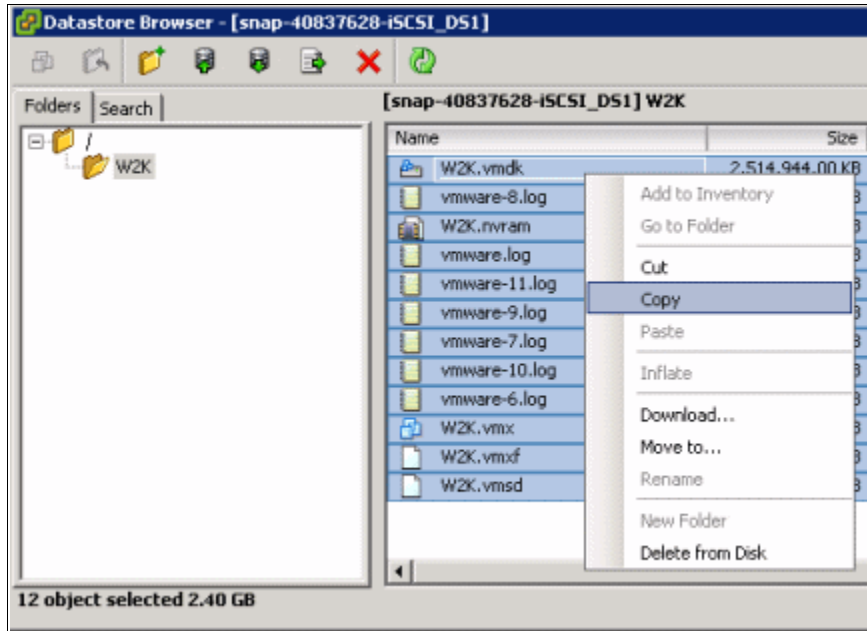 Datastore Browser - [snap-40837628-iSCSI_DS1]
Folders Search
[snap-40837628-iSCSI_DS1] W2K
/
W2K
Name Size
W2K.vmdk 2,514,944.00 KB
vmware-8.log
W2K.nvram
vmware.log
vmware-11.log
vmware-9.log
vmware-7.log
vmware-10.log
vmware-6.log
W2K.vmx
W2K.vmxf
W2K.vmsd
Add to Inventory
Go to Folder
Cut
Copy
Paste
Inflate
Download...
Move to...
Rename
New Folder
Delete from Disk
12 object selected 2.40 GB